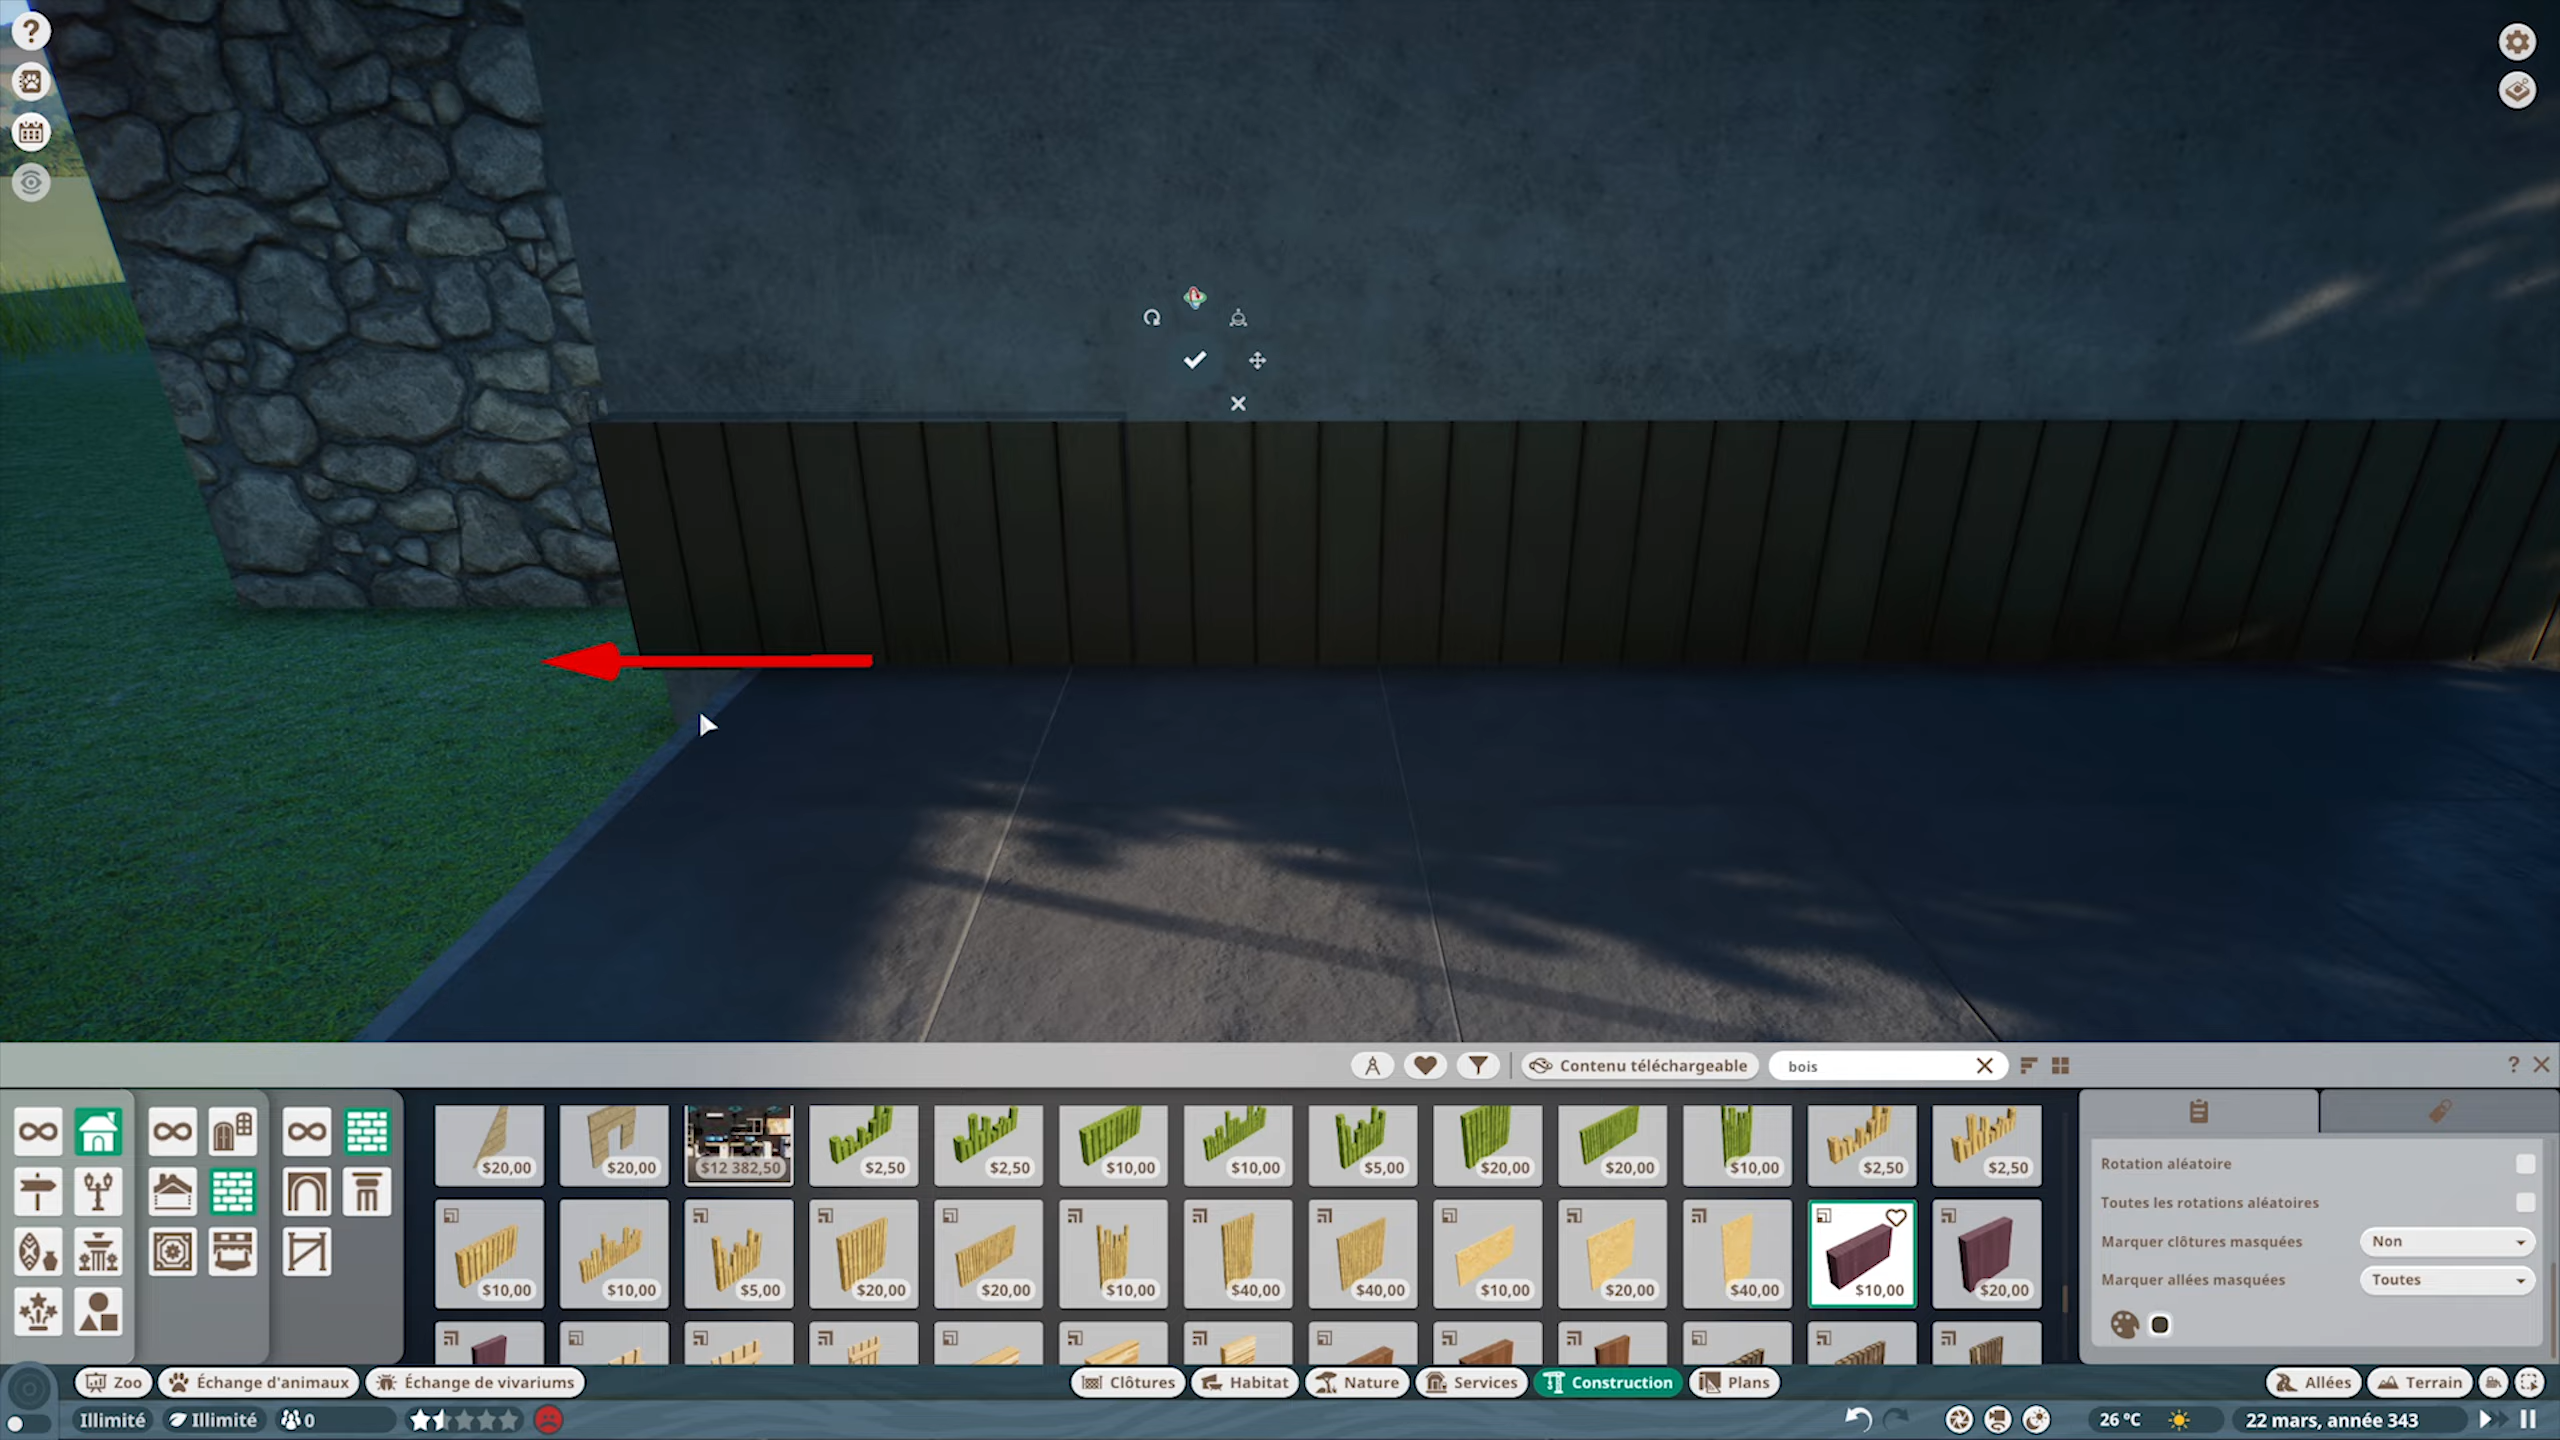 Contenu téléchargeable
bois
$20,00
$20,00
$12 382,50
$2,50
$2,50
$10,00
$10,00
$5,00
$20,00
$20,00
$10,00
$2,50
$2,50
$10,00
$10,00
$5,00
$20,00
$20,00
$10,00
$40,00
$40,00
$10,00
$20,00
$40,00
$10,00
$20,00
Rotation aléatoire
Toutes les rotations aléatoires
Marquer clôtures masquées
Non
Marquer allées masquées
Toutes
Zoo
Échange d'animaux
Échange de vivariums
Clôtures
Habitat
Nature
Services
Construction
Plans
Allées
Terrain
Illimité
Illimité
0
26 °C
22 mars, année 343